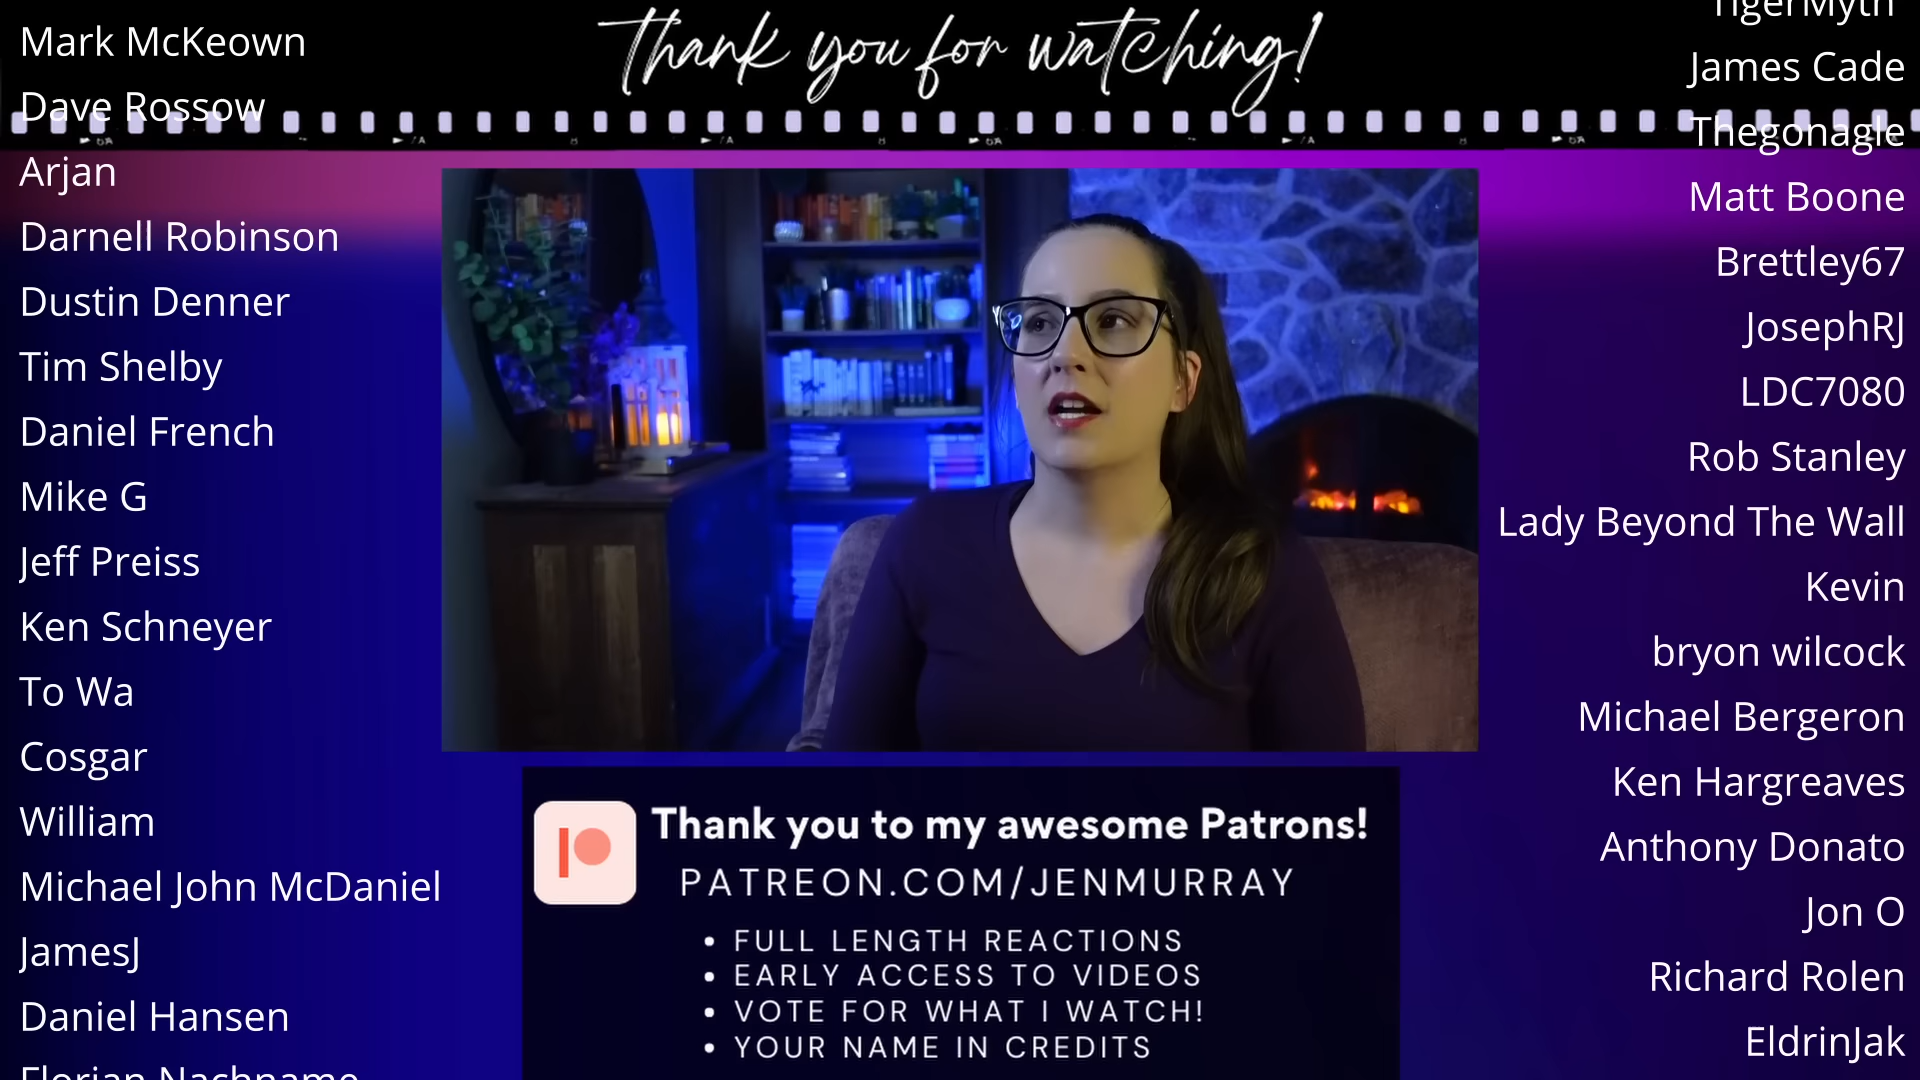 Thank you for watching!
Mark McKeown
Dave Rossow
Arjan
Darnell Robinson
Dustin Denner
Tim Shelby
Daniel French
Mike G
Jeff Preiss
Ken Schneyer
To Wa
Cosgar
William
Michael John McDaniel
JamesJ
Daniel Hansen
Florian Nachname
Thank you to my awesome Patrons!
PATREON.COM/JENMURRAY
• FULL LENGTH REACTIONS
• EARLY ACCESS TO VIDEOS
• VOTE FOR WHAT I WATCH!
• YOUR NAME IN CREDITS
TigerMyth
James Cade
Thegonagle
Matt Boone
Brettley67
JosephRJ
LDC7080
Rob Stanley
Lady Beyond The Wall
Kevin
bryon wilcock
Michael Bergeron
Ken Hargreaves
Anthony Donato
Jon O
Richard Rolen
EldrinJak